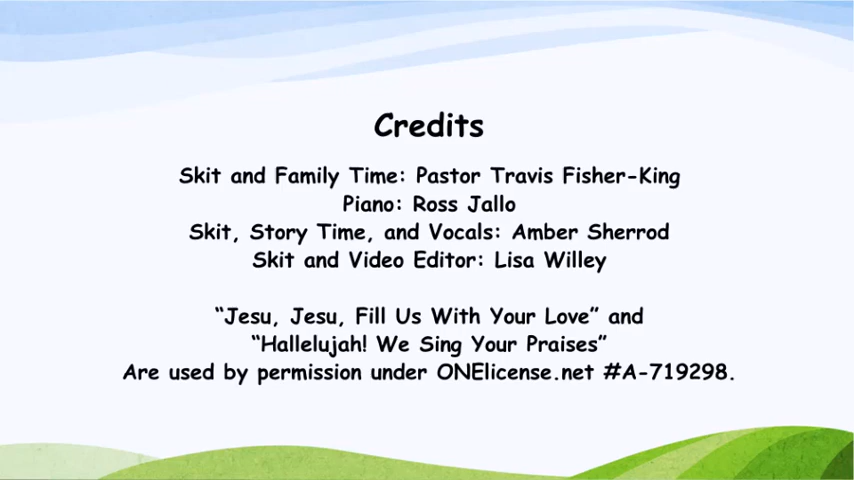 Credits
Skit and Family Time: Pastor Travis Fisher-King
Piano: Ross Jallo
Skit, Story Time, and Vocals: Amber Sherrod
Skit and Video Editor: Lisa Willey
“Jesu, Jesu, Fill Us With Your Love” and
“Hallelujah! We Sing Your Praises”
Are used by permission under ONElicense.net #A-719298.